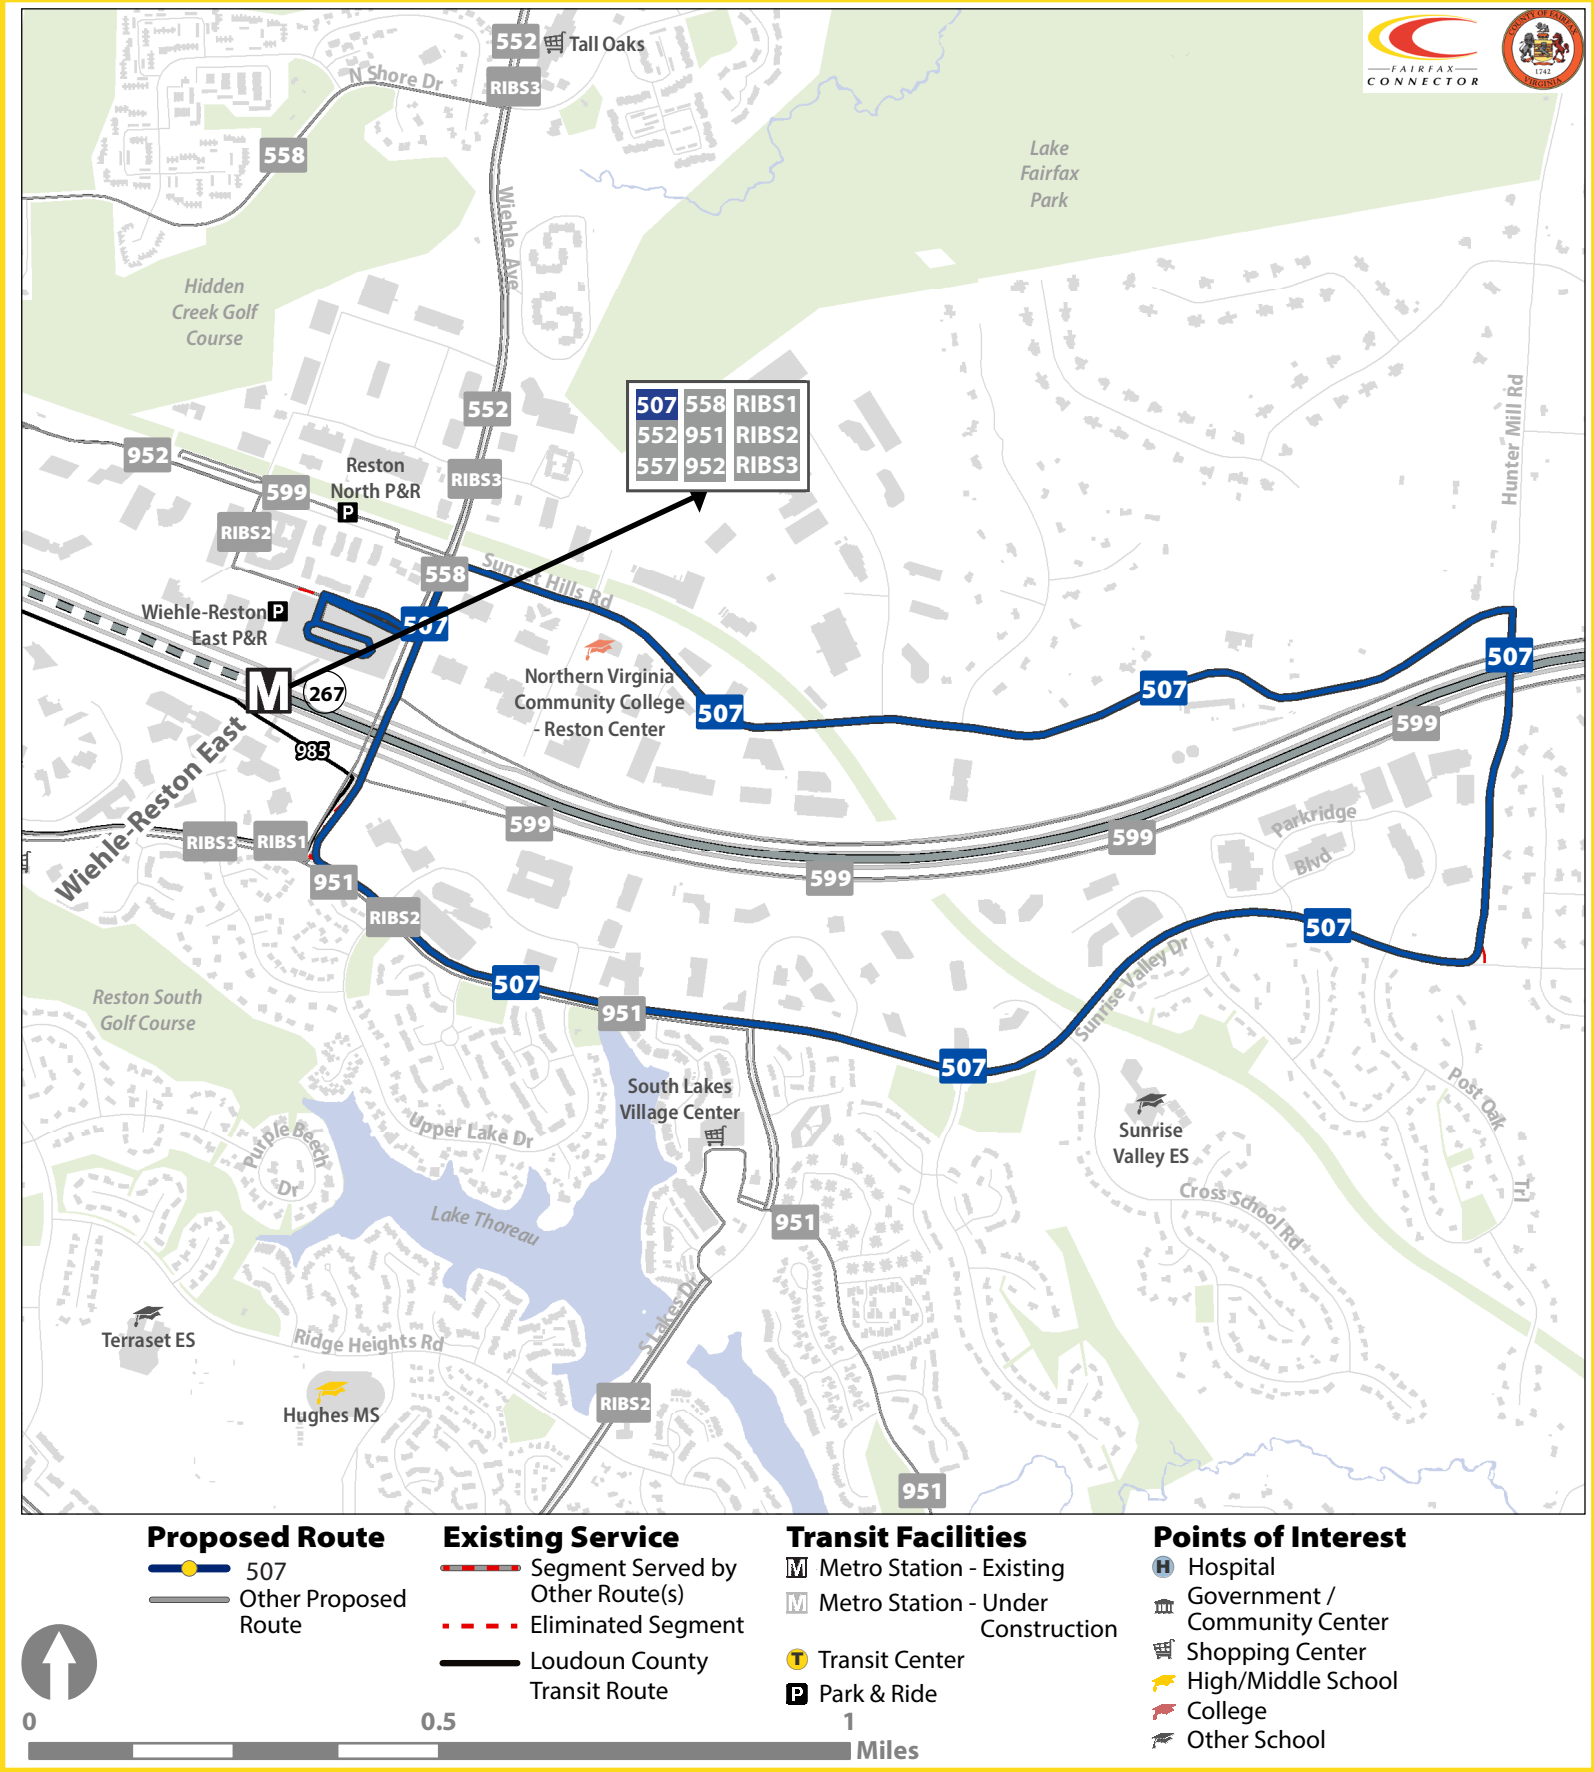 552
Tall Oaks
FAIRFAX
CONNECTOR
COUNTY OF FAIRFAX
1742
VIRGINIA
N Shore Dr
RIBS3
558
Lake
Fairfax
Park
Wiehle Ave
Hidden
Creek Golf
Course
507 558 RIBS1
552 951 RIBS2
557 952 RIBS3
552
Hunter Mill Rd
952
Reston
North P&R
P
599
RIBS3
RIBS2
558
Sunset Hills Rd
Wiehle-Reston
East P&R
P
507
507
Northern Virginia
Community College
- Reston Center
M
267
507
507
599
985
Wiehle-Reston East
599
599
599
Parkridge
Blvd
RIBS3
RIBS1
951
RIBS2
507
507
951
Sunrise Valley Dr
Reston South
Golf Course
507
South Lakes
Village Center
Post Oak
Trl
Upper Lake Dr
Purple Beech
Dr
Sunrise
Valley ES
Cross School Rd
Lake Thoreau
951
S Lakes Dr
Terraset ES
Ridge Heights Rd
Hughes MS
RIBS2
951
Proposed Route
507
Other Proposed
Route
Existing Service
Segment Served by
Other Route(s)
Eliminated Segment
Loudoun County
Transit Route
Transit Facilities
M Metro Station - Existing
M Metro Station - Under
Construction
T Transit Center
P Park & Ride
Points of Interest
H Hospital
Government /
Community Center
Shopping Center
High/Middle School
College
Other School
0 0.5 1
Miles